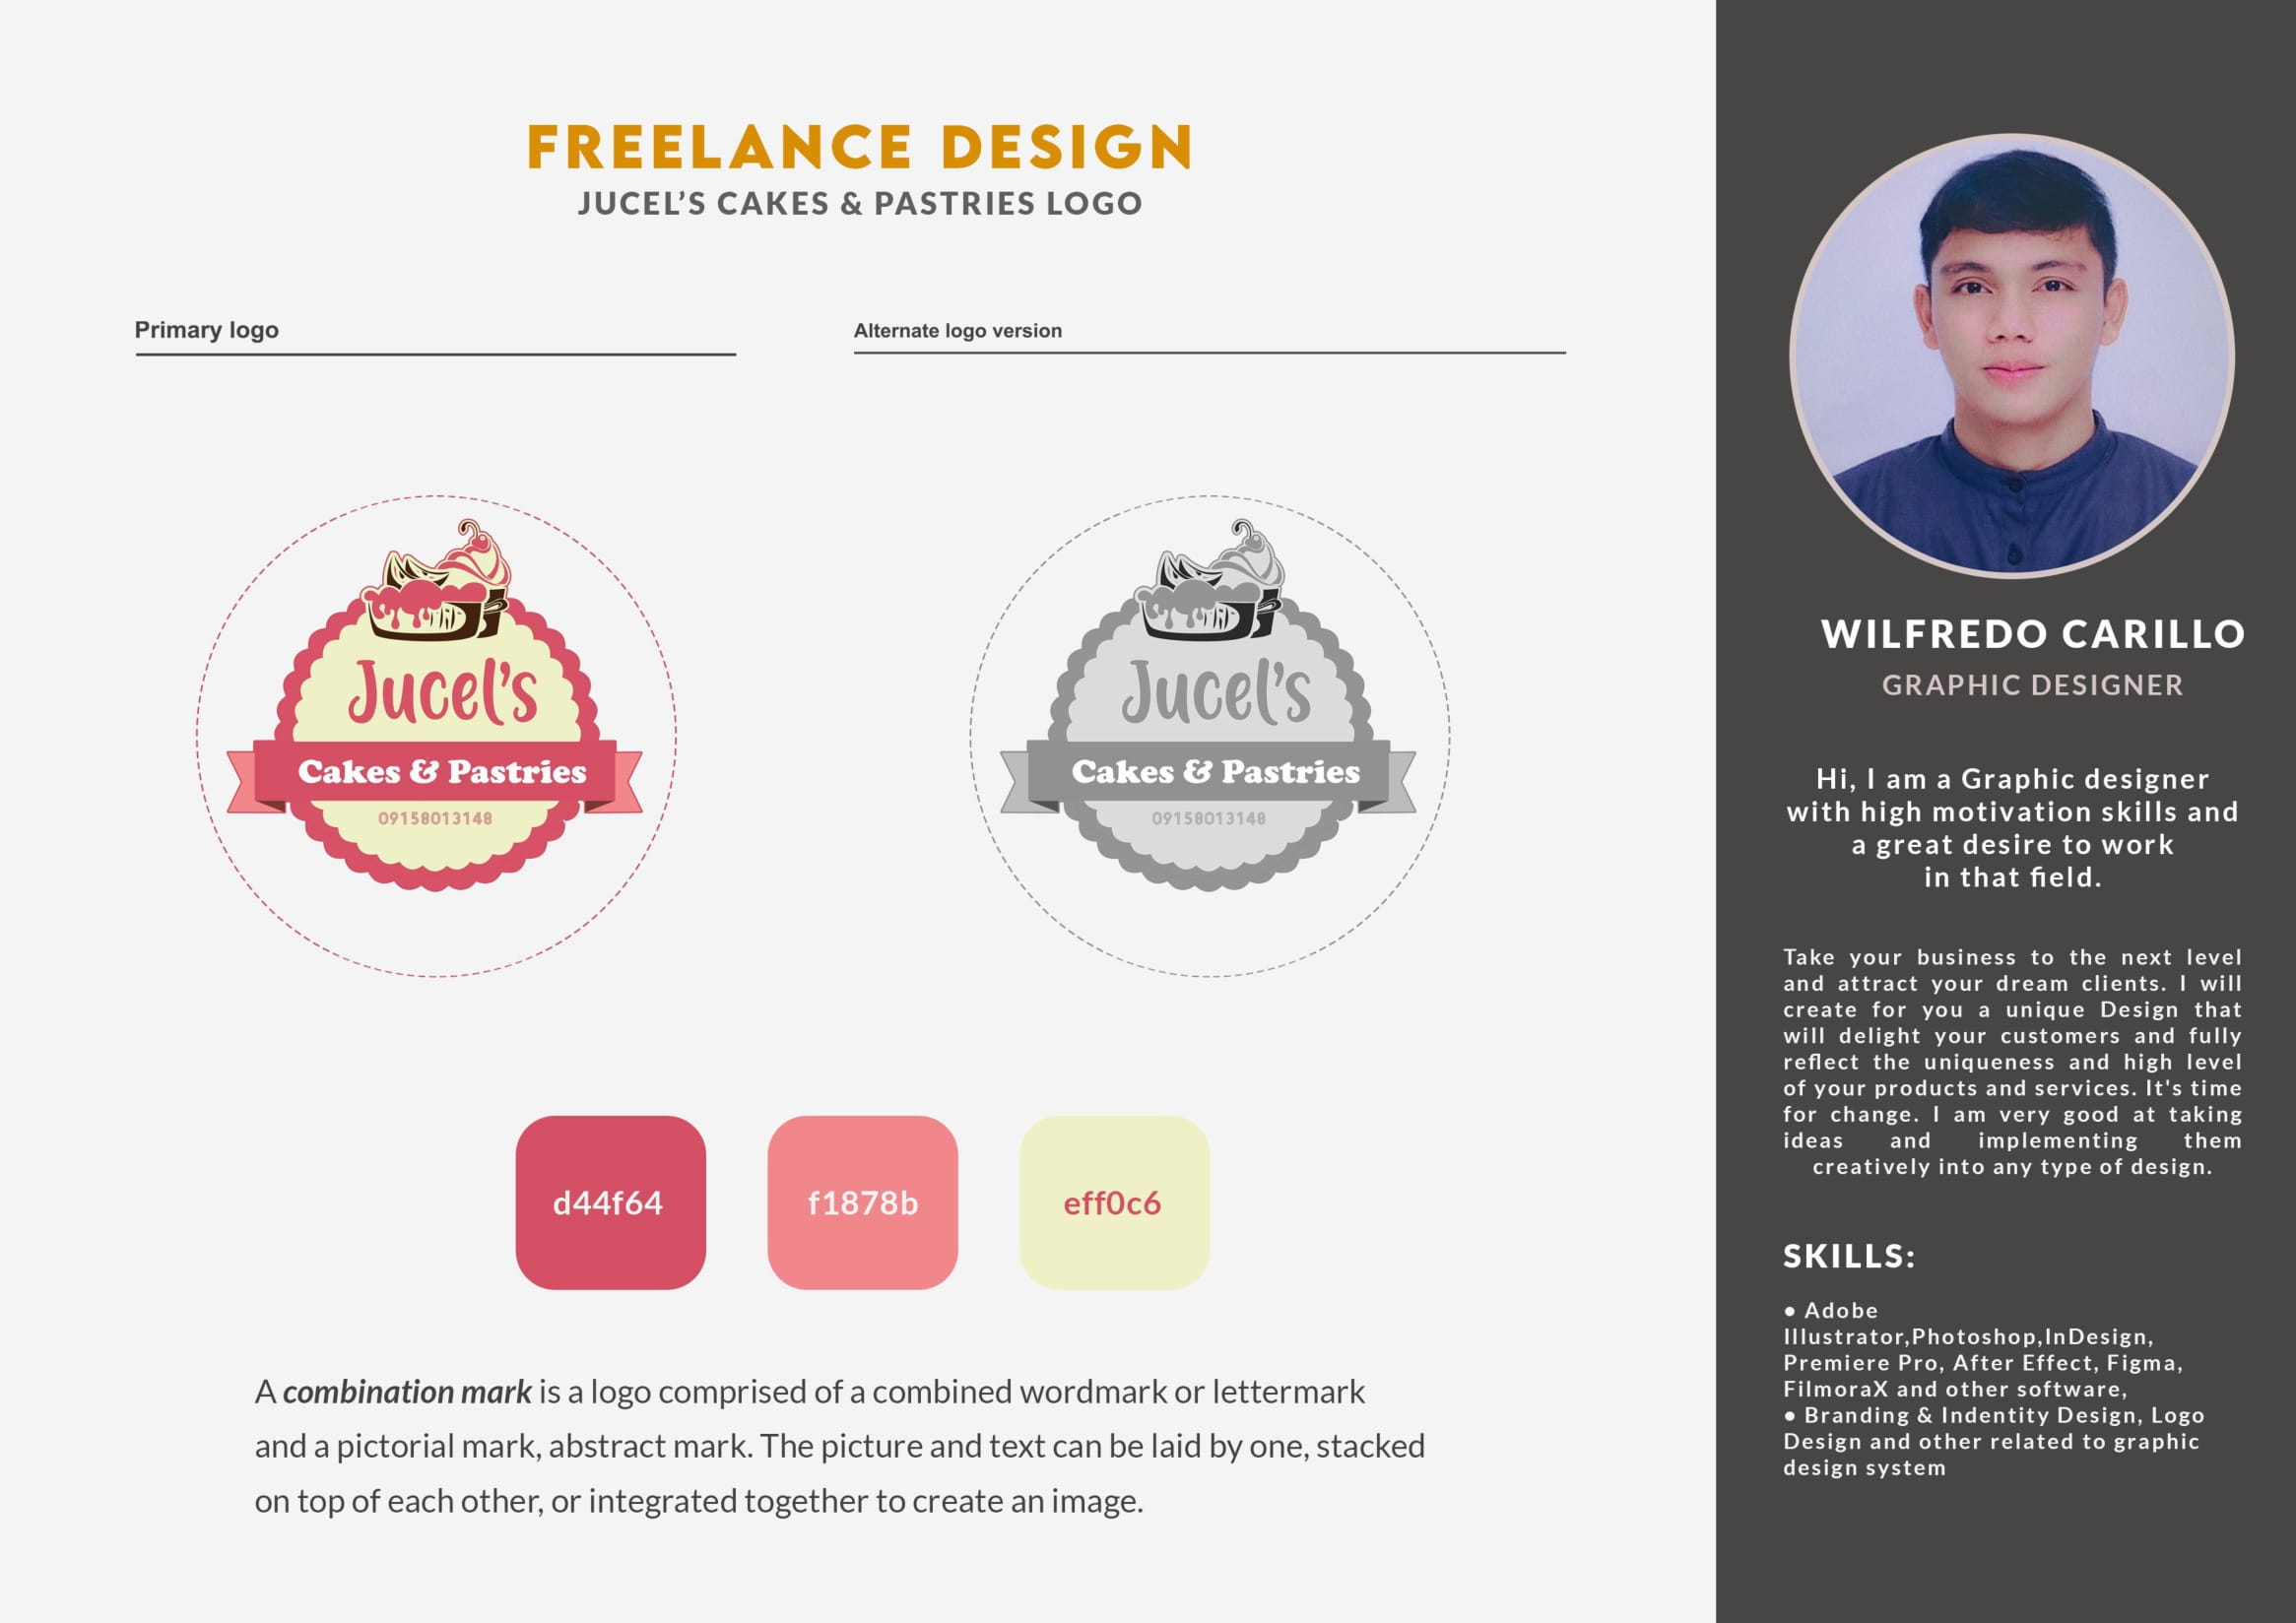 FREELANCE DESIGN
JUCEL’S CAKES & PASTRIES LOGO
Primary logo
Alternate logo version
Jucel's
Cakes & Pastries
09158013148
Jucel's
Cakes & Pastries
09158013148
d44f64
f1878b
eff0c6
A combination mark is a logo comprised of a combined wordmark or lettermark
and a pictorial mark, abstract mark. The picture and text can be laid by one, stacked
on top of each other, or integrated together to create an image.
WILFREDO CARILLO
GRAPHIC DESIGNER
Hi, I am a Graphic designer
with high motivation skills and
a great desire to work
in that field.
Take your business to the next level
and attract your dream clients. I will
create for you a unique Design that
will delight your customers and fully
reflect the uniqueness and high level
of your products and services. It's time
for change. I am very good at taking
ideas and implementing them
creatively into any type of design.
SKILLS:
● Adobe
Illustrator,Photoshop,InDesign,
Premiere Pro, After Effect, Figma,
FilmoraX and other software,
● Branding & Indentity Design, Logo
Design and other related to graphic
design system